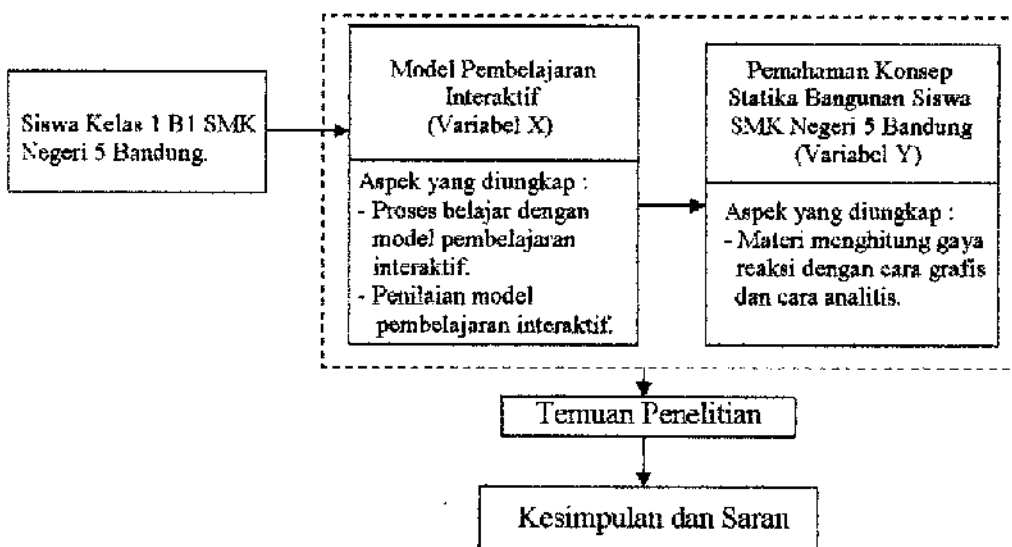 Siswa Kelas 1 B1 SMK
Negeri 5 Bandung.
Model Pembelajaran
Interaktif
(Variabel X)
Aspek yang diungkap :
- Proses belajar dengan
model pembelajaran
interaktif.
- Penilaian model
pembelajaran interaktif.
Pemahaman Konsep
Statika Bangunan Siswa
SMK Negeri 5 Bandung
(Variabel Y)
Aspek yang diungkap :
- Materi menghitung gaya
reaksi dengan cara grafis
dan cara analitis.
Temuan Penelitian
Kesimpulan dan Saran